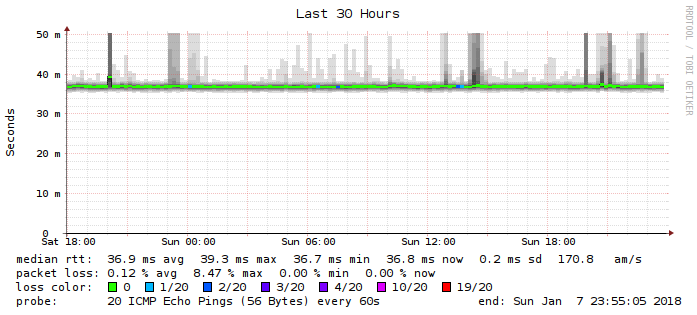 Last 30 Hours
RRDTOOL / TOBI OETIKER
Seconds
50 m
40 m
30 m
20 m
10 m
0
Sat 18:00 Sun 00:00 Sun 06:00 Sun 12:00 Sun 18:00
median rtt: 36.9 ms avg 39.3 ms max 36.7 ms min 36.8 ms now 0.2 ms sd 170.8 am/s
packet loss: 0.12 % avg 8.47 % max 0.00 % min 0.00 % now
loss color: 0 1/20 2/20 3/20 4/20 10/20 19/20
probe: 20 ICMP Echo Pings (56 Bytes) every 60s end: Sun Jan 7 23:55:05 2018